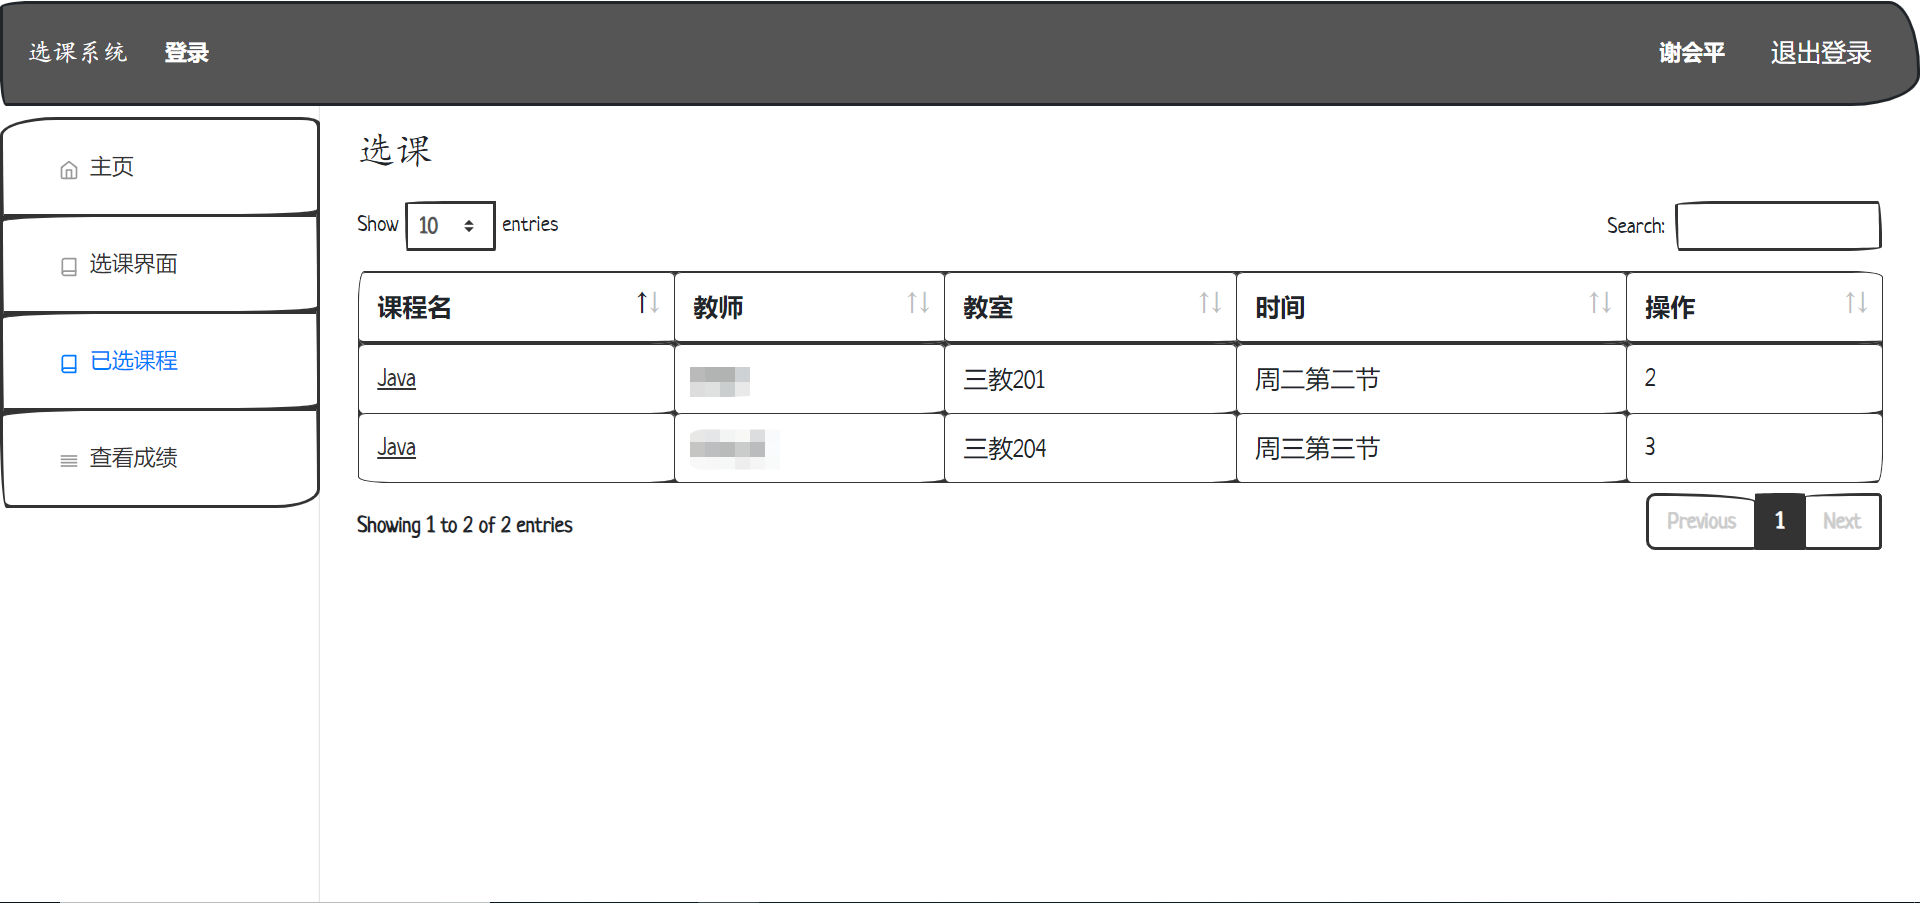 选课系统 登录 谢会平 退出登录
主页
选课界面
已选课程
查看成绩
选课
Show 10 entries Search:
课程名 教师 教室 时间 操作
Java 三教201 周二第二节 2
Java 三教204 周三第三节 3
Showing 1 to 2 of 2 entries Previous 1 Next